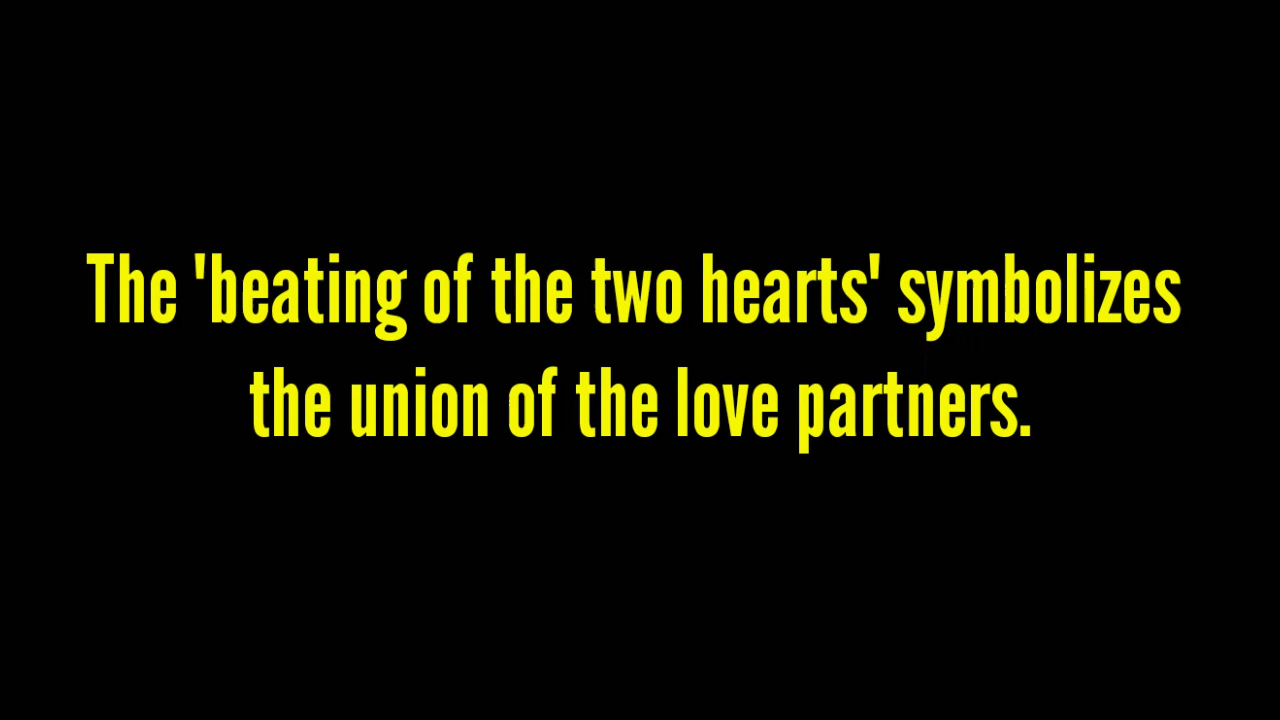 The 'beating of the two hearts' symbolizes
the union of the love partners.